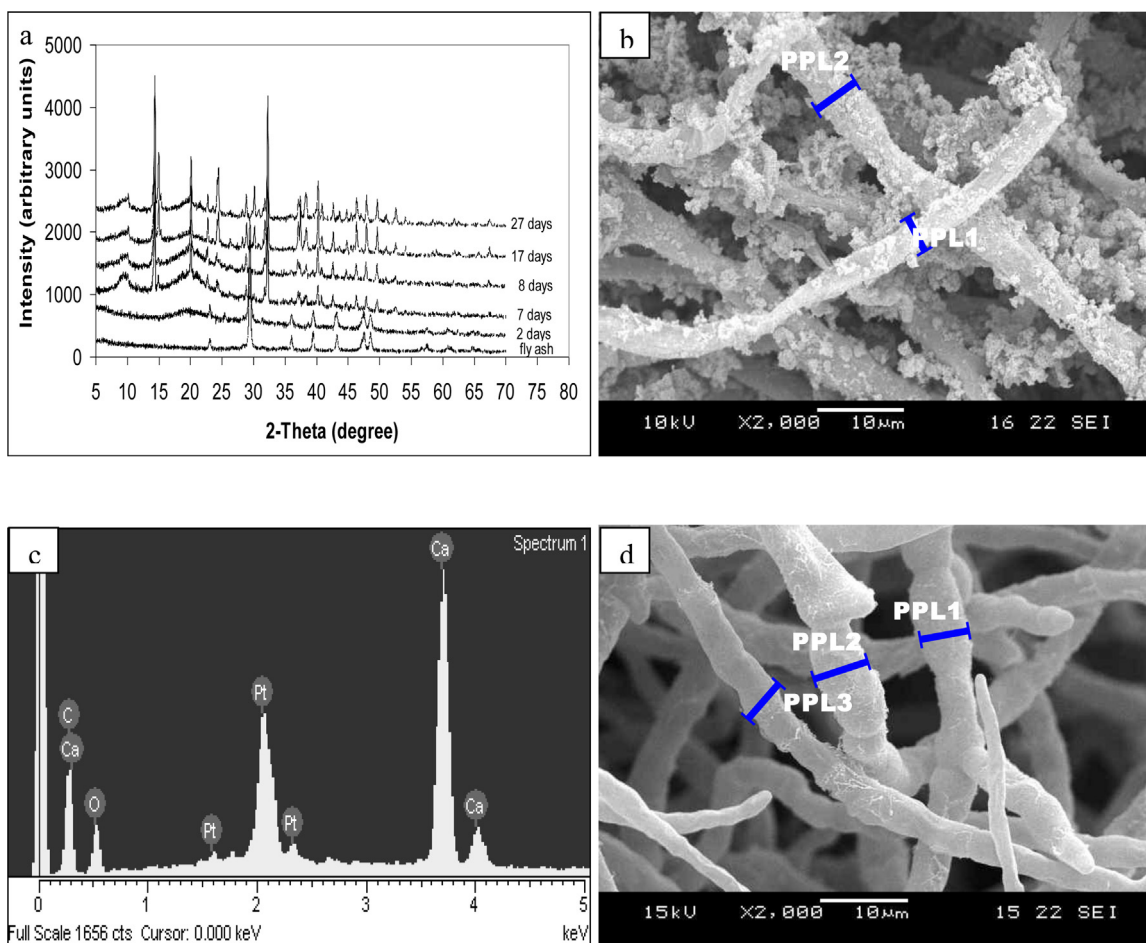 a
Intensity (arbitrary units)
5000
4000
3000
2000
1000
0
27 days
17 days
8 days
7 days
2 days
fly ash
5 10 15 20 25 30 35 40 45 50 55 60 65 70 75 80
2-Theta (degree)
b
PPL2
PPL1
10kV X2,000 10μm 16 22 SEI
c
Spectrum 1
Ca
C
Ca
O
Pt
Pt
Pt
Ca
0 1 2 3 4 5
Full Scale 1656 cts Cursor: 0.000 keV keV
d
PPL1
PPL2
PPL3
15kV X2,000 10μm 15 22 SEI